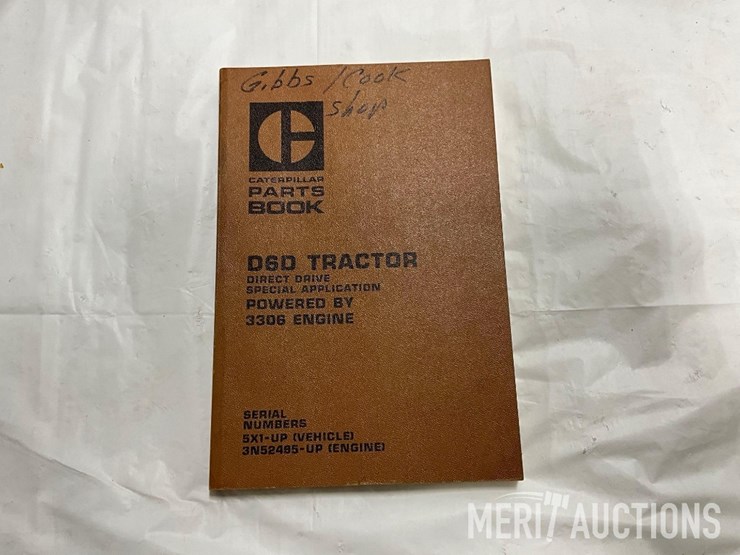 Gibbs / Cook
Shop
CATERPILLAR
PARTS
BOOK
D6D TRACTOR
DIRECT DRIVE
SPECIAL APPLICATION
POWERED BY
3306 ENGINE
SERIAL
NUMBERS
5X1-UP (VEHICLE)
3N52485-UP (ENGINE)
MERIT AUCTIONS